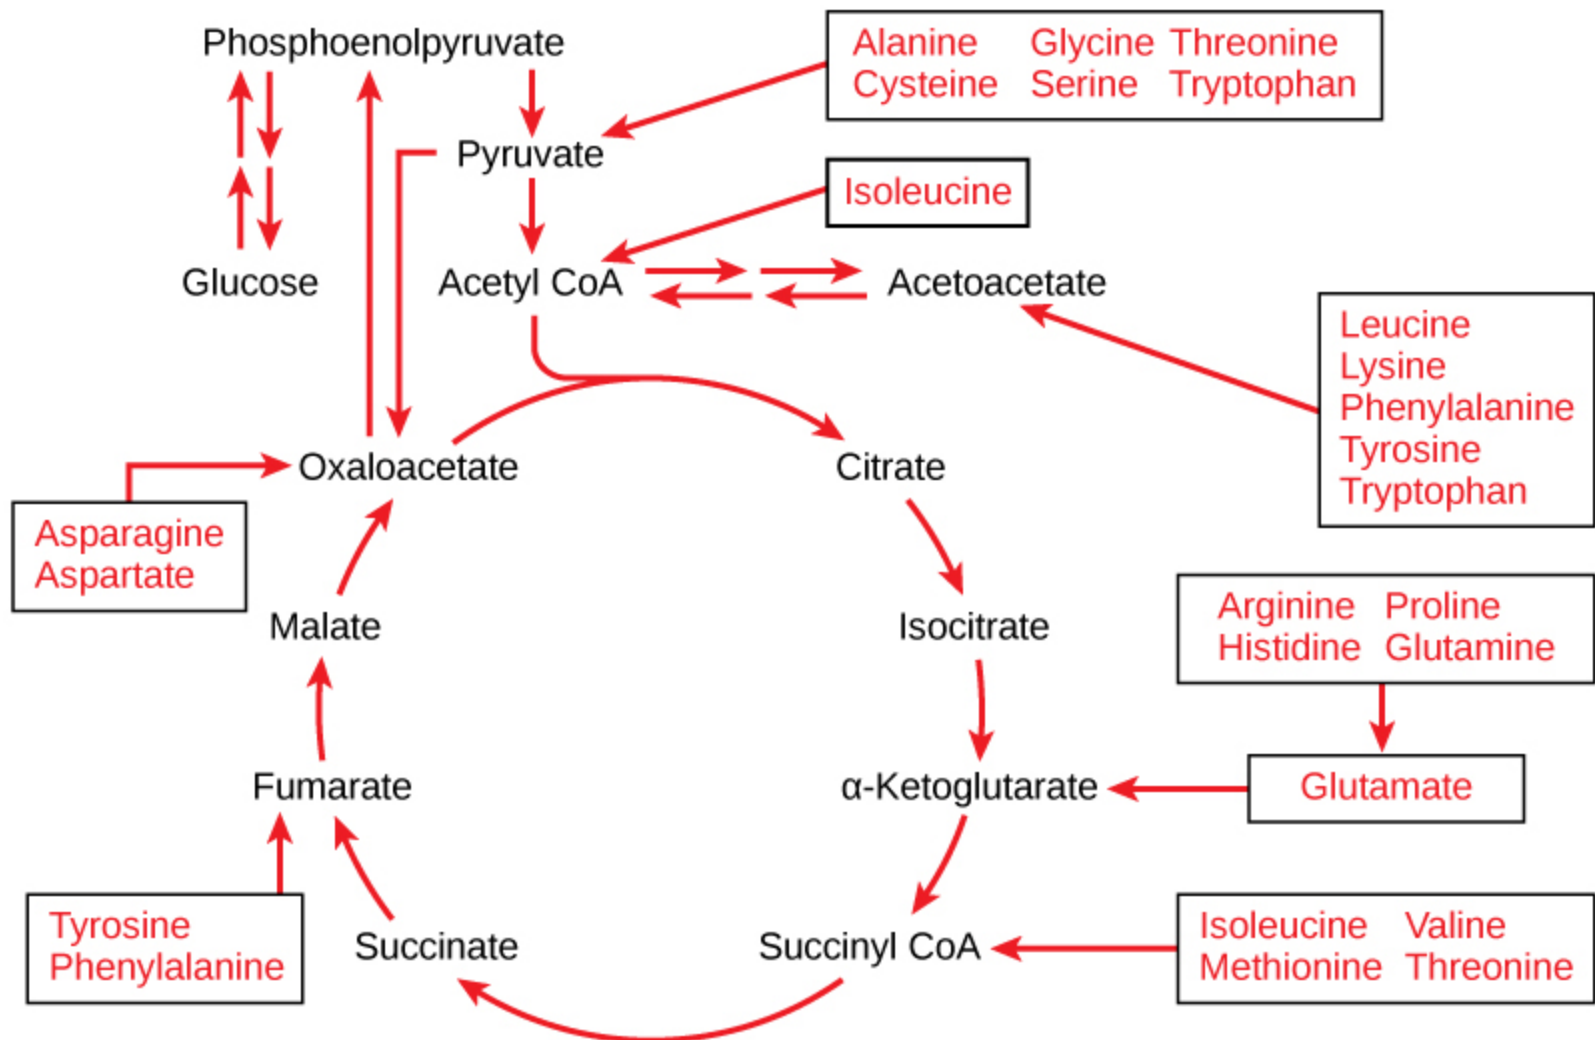 Phosphoenolpyruvate
Alanine Glycine Threonine
Cysteine Serine Tryptophan
Pyruvate
Isoleucine
Glucose
Acetyl CoA
Acetoacetate
Leucine
Lysine
Phenylalanine
Tyrosine
Tryptophan
Oxaloacetate
Citrate
Asparagine
Aspartate
Malate
Isocitrate
Arginine Proline
Histidine Glutamine
Fumarate
α-Ketoglutarate
Glutamate
Tyrosine
Phenylalanine
Succinate
Succinyl CoA
Isoleucine Valine
Methionine Threonine